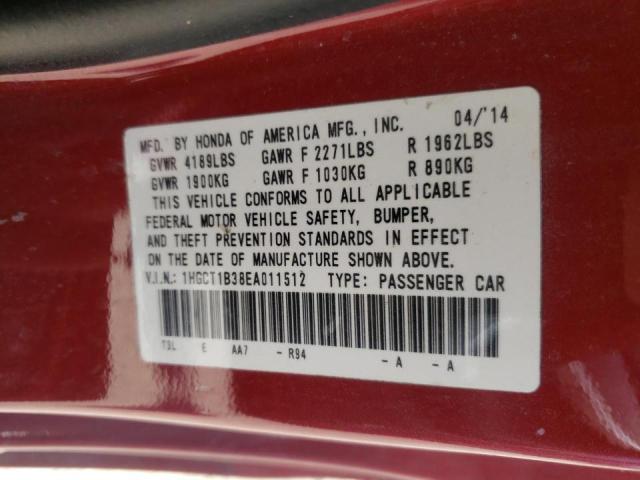 MFD. BY HONDA OF AMERICA MFG., INC. 04/'14
GVWR 4189LBS GAWR F 2271LBS R 1962LBS
GVWR 1900KG GAWR F 1030KG R 890KG
THIS VEHICLE CONFORMS TO ALL APPLICABLE
FEDERAL MOTOR VEHICLE SAFETY, BUMPER,
AND THEFT PREVENTION STANDARDS IN EFFECT
ON THE DATE OF MANUFACTURE SHOWN ABOVE.
V.I.N.: 1HGCT1B38EA011512 TYPE: PASSENGER CAR
T3L E AA7 - R94 - A - A